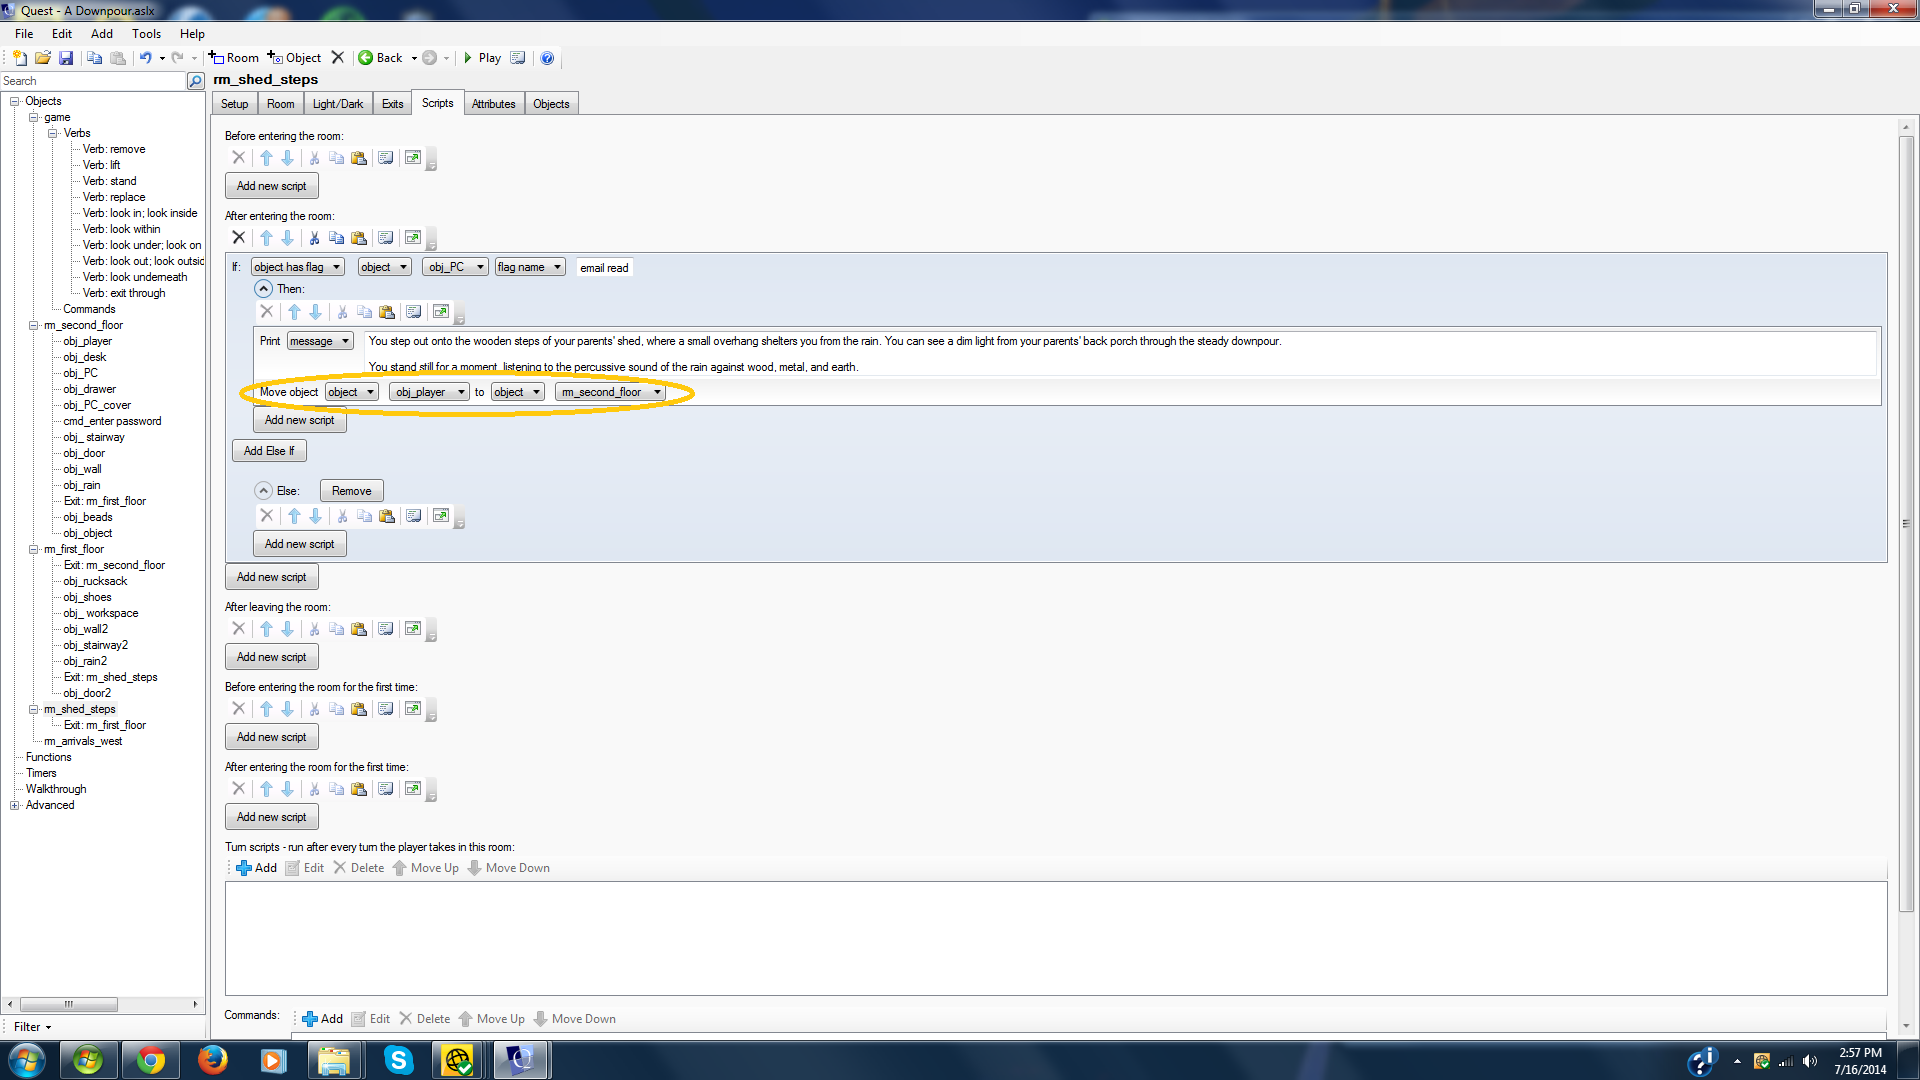 Quest - A Downpour.aslx
File Edit Add Tools Help
Room Object Back Play
Search
rm_shed_steps
Setup Room Light/Dark Exits Scripts Attributes Objects
Objects
game
Verbs
Verb: remove
Verb: lift
Verb: stand
Verb: replace
Verb: look in; look inside
Verb: look within
Verb: look under; look on
Verb: look out; look outsic
Verb: look underneath
Verb: exit through
Commands
rm_second_floor
obj_player
obj_desk
obj_PC
obj_drawer
obj_PC_cover
cmd_enter password
obj_ stairway
obj_door
obj_wall
obj_rain
Exit: rm_first_floor
obj_beads
obj_object
rm_first_floor
Exit: rm_second_floor
obj_rucksack
obj_shoes
obj_ workspace
obj_wall2
obj_stairway2
obj_rain2
Exit: rm_shed_steps
obj_door2
rm_shed_steps
Exit: rm_first_floor
rm_arrivals_west
Functions
Timers
Walkthrough
Advanced
Filter
Before entering the room:
Add new script
After entering the room:
If: object has flag object obj_PC flag name email read
Then:
Print message You step out onto the wooden steps of your parents' shed, where a small overhang shelters you from the rain. You can see a dim light from your parents' back porch through the steady downpour.
You stand still for a moment, listening to the percussive sound of the rain against wood, metal, and earth.
Move object object obj_player to object rm_second_floor
Add new script
Add Else If
Else: Remove
Add new script
Add new script
After leaving the room:
Add new script
Before entering the room for the first time:
Add new script
After entering the room for the first time:
Add new script
Turn scripts - run after every turn the player takes in this room:
Add Edit Delete Move Up Move Down
Commands: Add Edit Delete Move Up Move Down
2:57 PM
7/16/2014